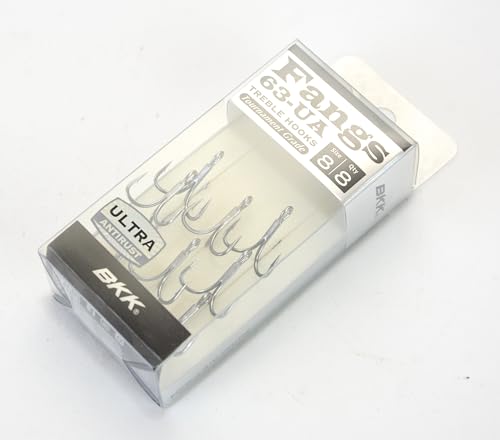 Fangs
63-UA
TREBLE HOOKS
Tournament Grade
Size Qty
8 8
BKK
ULTRA
ANTIRUST
BKK®